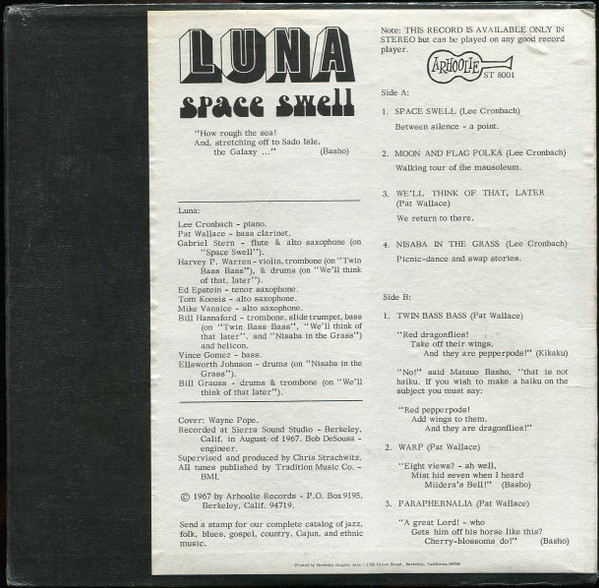 LUNA
space swell
"How rough the sea!
And, stretching off to Sado Isle,
the Galaxy ..." (Basho)
Luna:
Lee Cronbach - piano.
Pat Wallace - bass clarinet.
Gabriel Stern - flute & alto saxophone (on
"Space Swell").
Harvey P. Warren - violin, trombone (on "Twin
Bass Bass"), & drums (on "We'll think
of that, later").
Ed Epstein - tenor saxophone.
Tom Koosis - alto saxophone.
Mike Vannice - alto saxophone.
Bill Hannaford - trombone, slide trumpet, bass
(on "Twin Bass Bass", "We'll think of
that later". and "Nisaba in the Grass")
and helicon.
Vince Gomez - bass.
Ellsworth Johnson - drums (on "Nisaba in the
Grass").
Bill Grauss - drums & trombone (on "We'll
think of that later").
Cover: Wayne Pope.
Recorded at Sierra Sound Studio - Berkeley,
Calif. in August of 1967. Bob DeSousa -
engineer.
Supervised and produced by Chris Strachwitz.
All tunes published by Tradition Music Co. -
BMI.
© 1967 by Arhoolie Records - P.O. Box 9195,
Berkeley, Calif. 94719.
Send a stamp for our complete catalog of jazz,
folk, blues, gospel, country, Cajun, and ethnic
music.
Note: THIS RECORD IS AVAILABLE ONLY IN
STEREO but can be played on any good record
player.
ARHOOLIE
ST 8001
Side A:
1. SPACE SWELL (Lee Cronbach)
Between silence - a point.
2. MOON AND FLAG POLKA (Lee Cronbach)
Walking tour of the mausoleum.
3. WE'LL THINK OF THAT, LATER
(Pat Wallace)
We return to there.
4. NISABA IN THE GRASS (Lee Cronbach)
Picnic-dance and swap stories.
Side B:
1. TWIN BASS BASS (Pat Wallace)
"Red dragonflies!
Take off their wings,
And they are pepperpods!" (Kikaku)
"No!" said Matsuo Basho, "that is not
haiku. If you wish to make a haiku on the
subject you must say:
"Red pepperpods!
Add wings to them,
And they are dragonflies!"
2. WARP (Pat Wallace)
"Eight views? - ah well,
Mist hid seven when I heard
Miidera's Bell!" (Basho)
3. PARAPHERNALIA (Pat Wallace)
"A great Lord! - who
Gets him off his horse like this?
Cherry-blossoms do!" (Basho)
Printed by Berkeley Graphic Arts
Berkeley, California